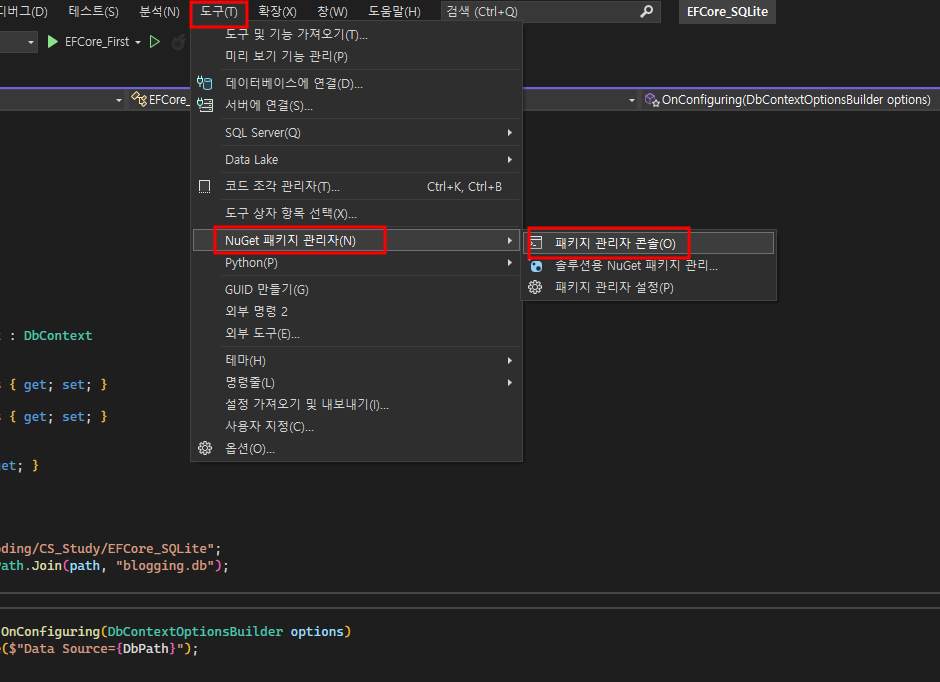 디버그(D) 테스트(S) 분석(N) 도구(T) 확장(X) 창(W) 도움말(H) 검색 (Ctrl+Q) EFCore_SQLite
EFCore_First
EFCore_ OnConfiguring(DbContextOptionsBuilder options)
도구 및 기능 가져오기(T)...
미리 보기 기능 관리(P)
데이터베이스에 연결(D)...
서버에 연결(S)...
SQL Server(Q)
Data Lake
코드 조각 관리자(T)... Ctrl+K, Ctrl+B
도구 상자 항목 선택(X)...
NuGet 패키지 관리자(N)
Python(P)
GUID 만들기(G)
외부 명령 2
외부 도구(E)...
테마(H)
명령줄(L)
설정 가져오기 및 내보내기(I)...
사용자 지정(C)...
옵션(O)...
패키지 관리자 콘솔(O)
솔루션용 NuGet 패키지 관리...
패키지 관리자 설정(P)
: DbContext
{ get; set; }
{ get; set; }
et; }
ding/CS_Study/EFCore_SQLite";
ath.Join(path, "blogging.db");
OnConfiguring(DbContextOptionsBuilder options)
($"Data Source={DbPath}");